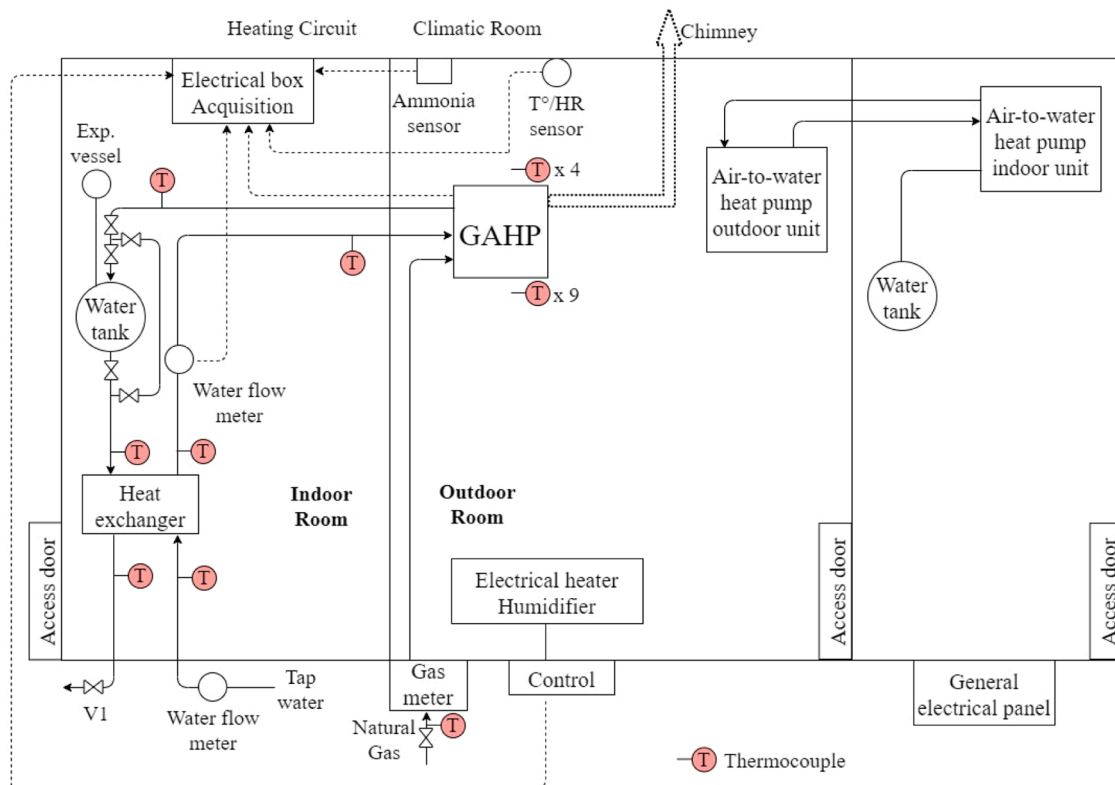 Heating Circuit
Climatic Room
Chimney
Electrical box
Acquisition
Ammonia
sensor
T°/HR
sensor
Exp.
vessel
T
T x 4
Air-to-water
heat pump
outdoor unit
Air-to-water
heat pump
indoor unit
GAHP
T
T x 9
Water
tank
Water
tank
Water flow
meter
T
T
Heat
exchanger
Indoor
Room
Outdoor
Room
T
T
Electrical heater
Humidifier
Access door
Access door
Access door
V1
Water flow
meter
Tap
water
Gas
meter
Control
General
electrical panel
Natural
Gas
T
T Thermocouple